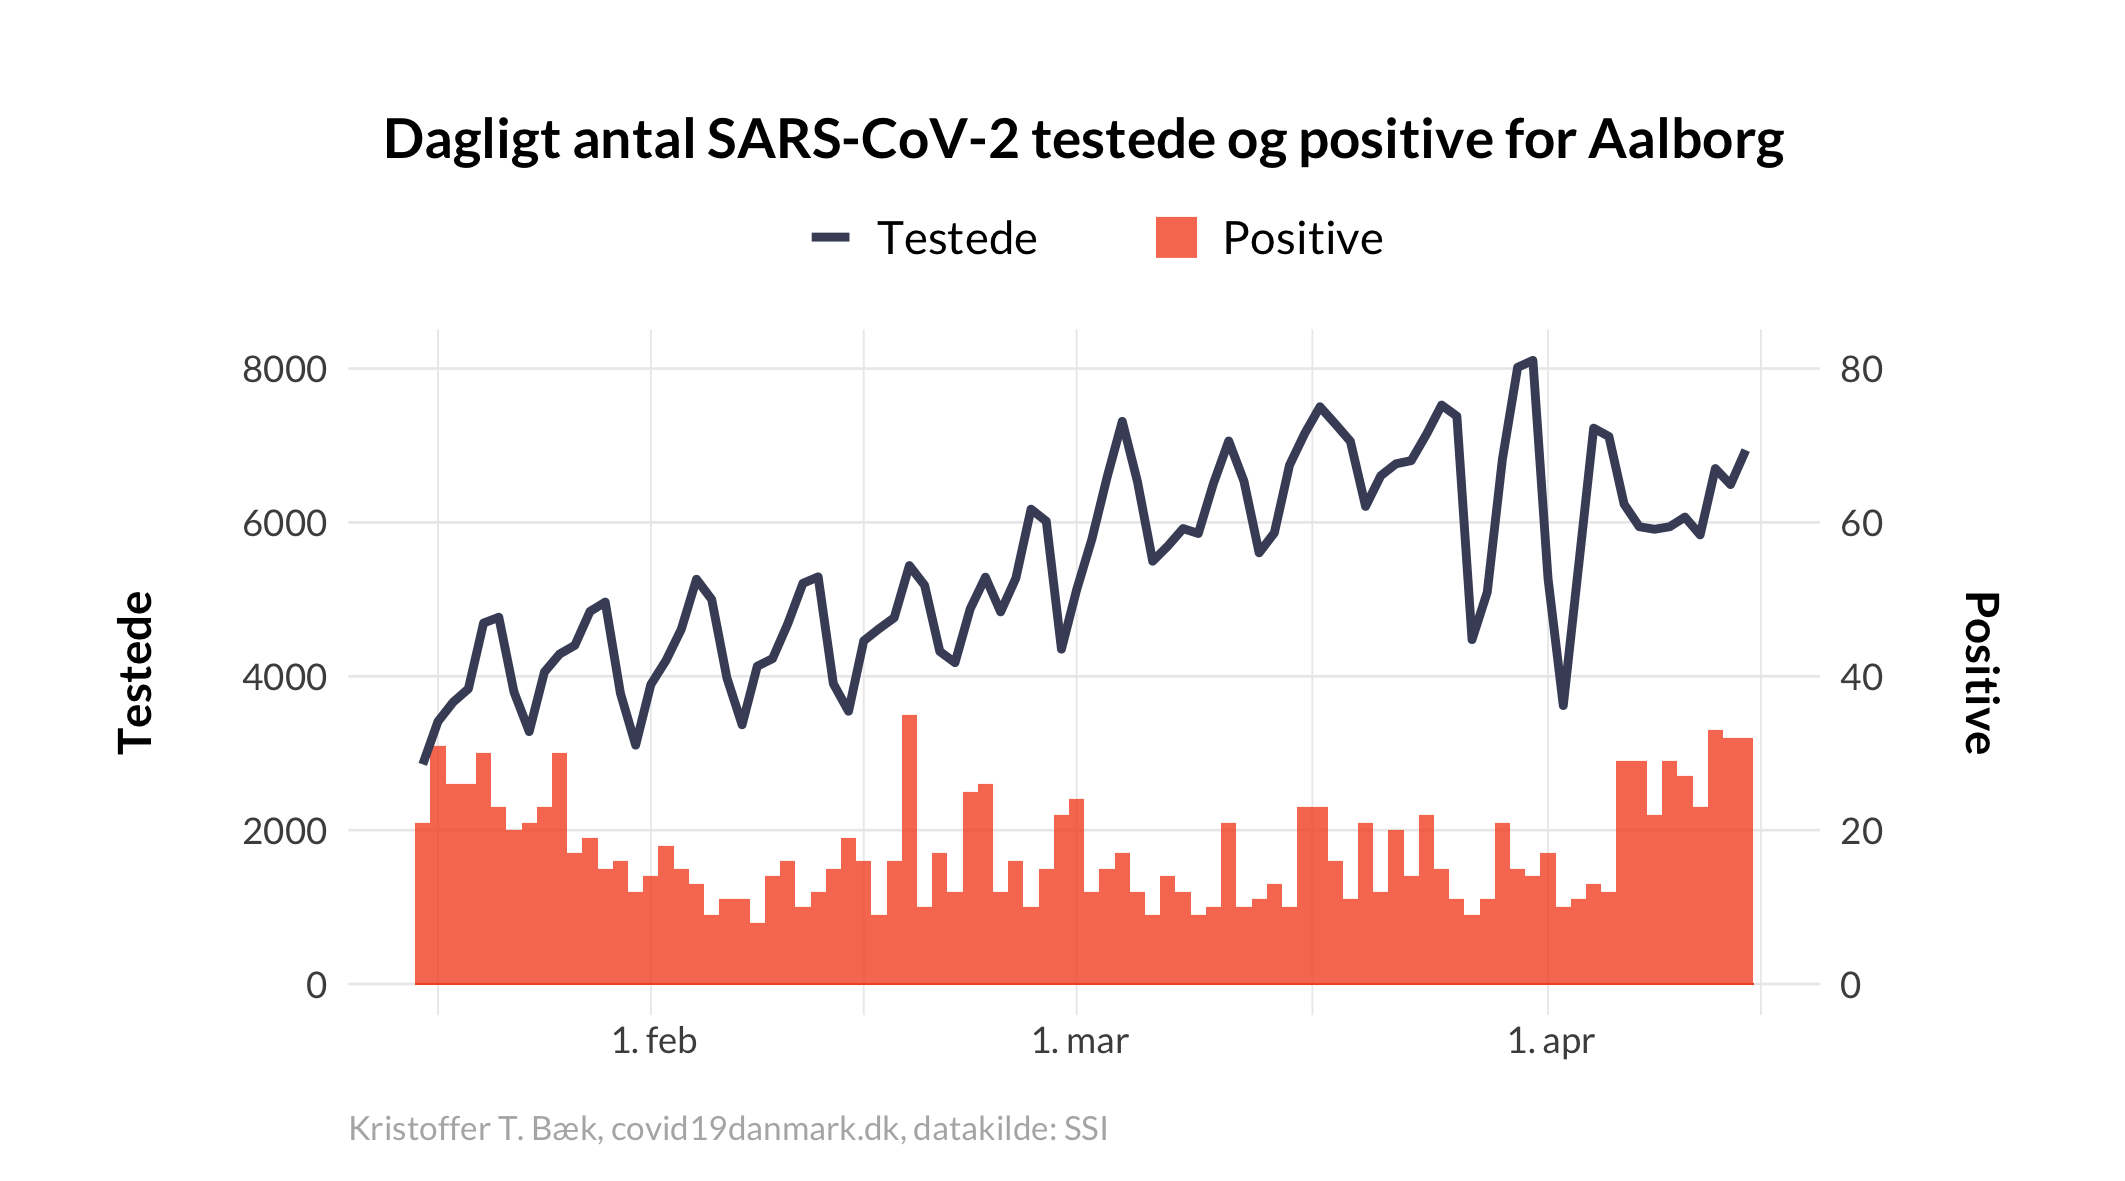 Dagligt antal SARS-CoV-2 testede og positive for Aalborg
Testede
Positive
8000
6000
4000
2000
0
80
60
40
20
0
Testede
Positive
1. feb
1. mar
1. apr
Kristoffer T. Bæk, covid19danmark.dk, datakilde: SSI